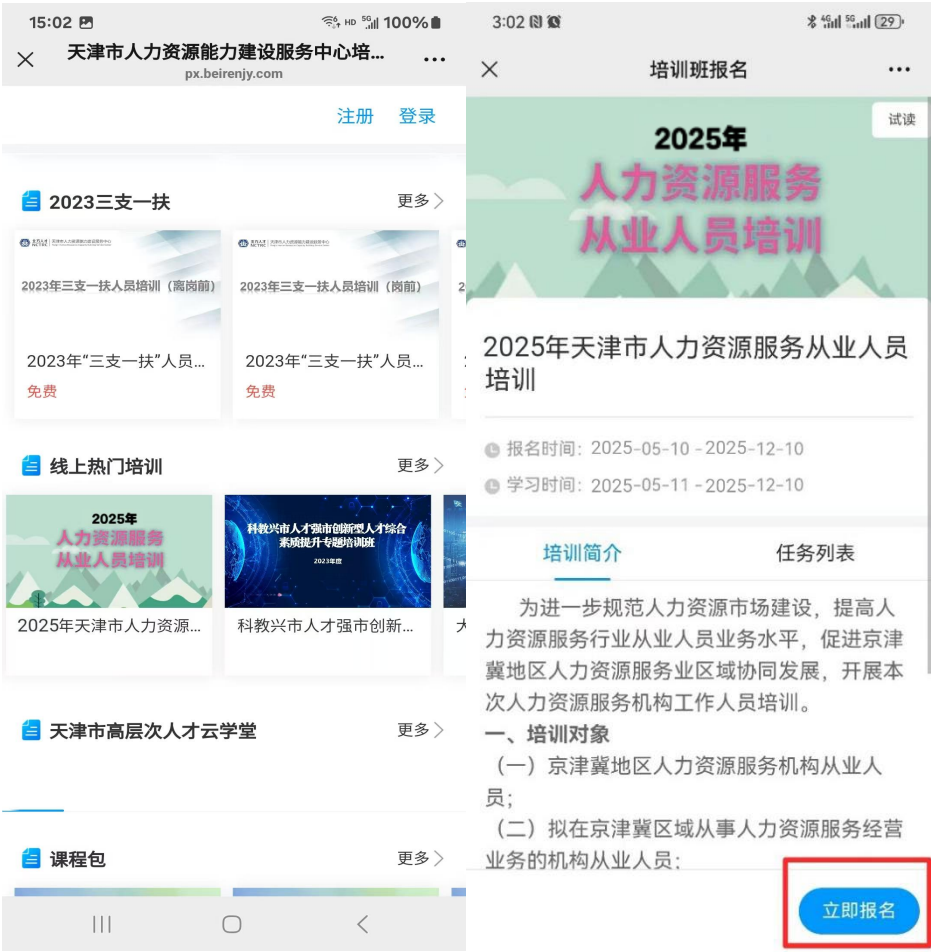 15:02
HD 5G 100%
天津市人力资源能力建设服务中心培...
px.beirenjy.com
注册 登录
2023三支一扶
更多
2023年三支一扶人员培训（离岗前）
2023年三支一扶人员培训（岗前）
2023年“三支一扶”人员...
2023年“三支一扶”人员...
免费
免费
线上热门培训
更多
2025年
人力资源服务
从业人员培训
科教兴市人才强市创新型人才综合
素质提升专题培训班
2023年度
2025年天津市人力资源...
科教兴市人才强市创新...
天津市高层次人才云学堂
更多
课程包
更多
3:02
4G 5G 29
培训班报名
试读
2025年
人力资源服务
从业人员培训
2025年天津市人力资源服务从业人员
培训
报名时间：2025-05-10 - 2025-12-10
学习时间：2025-05-11 - 2025-12-10
培训简介
任务列表
为进一步规范人力资源市场建设，提高人
力资源服务行业从业人员业务水平，促进京津
冀地区人力资源服务业区域协同发展，开展本
次人力资源服务机构工作人员培训。
一、培训对象
（一）京津冀地区人力资源服务机构从业人
员；
（二）拟在京津冀区域从事人力资源服务经营
业务的机构从业人员；
立即报名